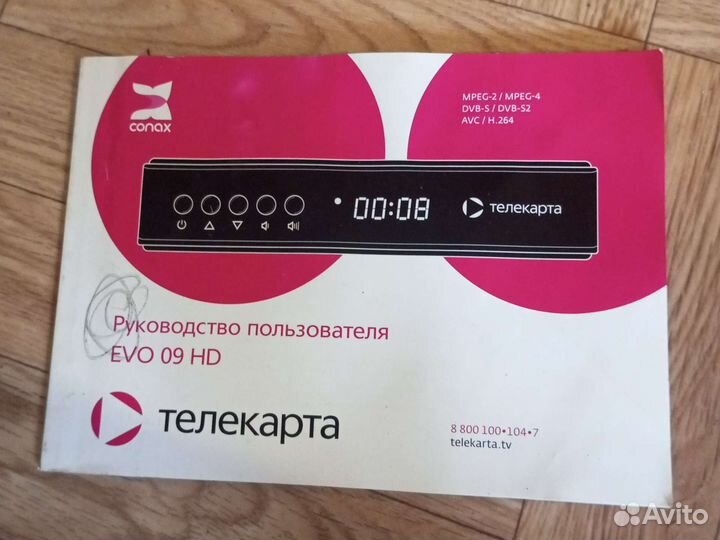 conax
MPEG-2 / MPEG-4
DVB-S / DVB-S2
AVC / H.264
00:08
телекарта
Руководство пользователя
EVO 09 HD
телекарта
8 800 100•104•7
telekarta.tv
Avito